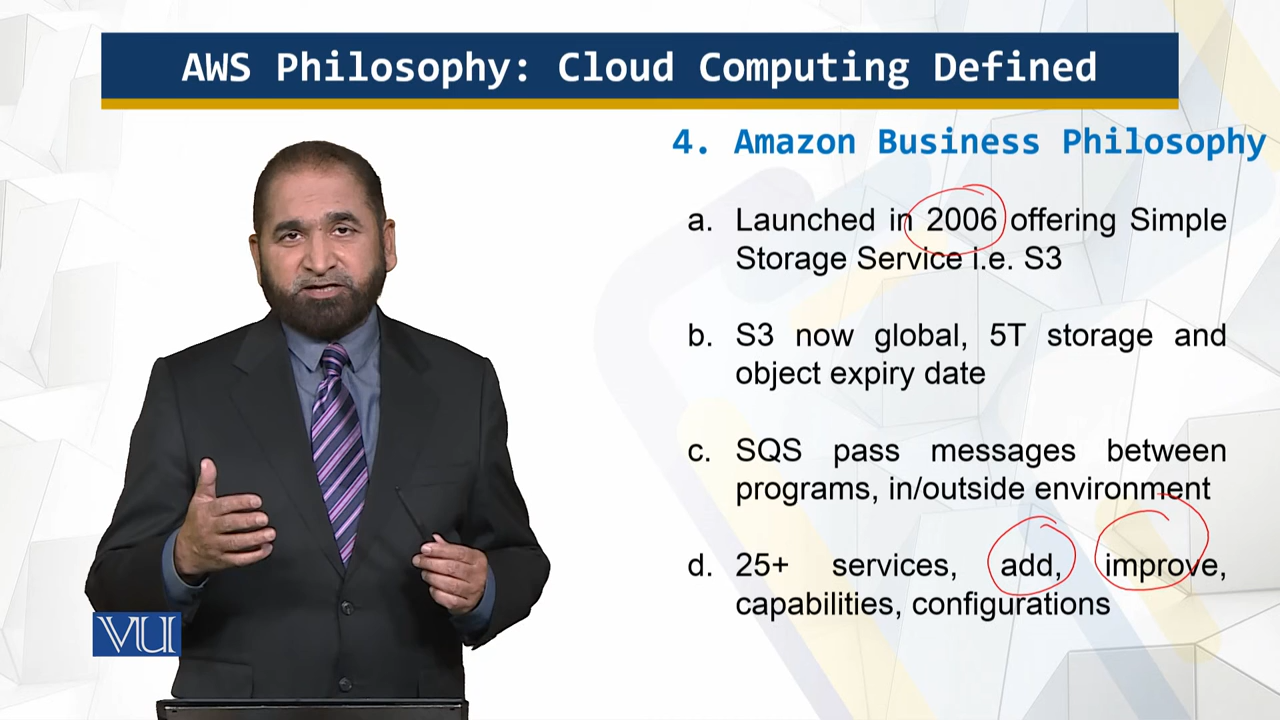 AWS Philosophy: Cloud Computing Defined
4. Amazon Business Philosophy
a. Launched in 2006 offering Simple
Storage Service i.e. S3
b. S3 now global, 5T storage and
object expiry date
c. SQS pass messages between
programs, in/outside environment
d. 25+ services, add, improve,
capabilities, configurations
VU